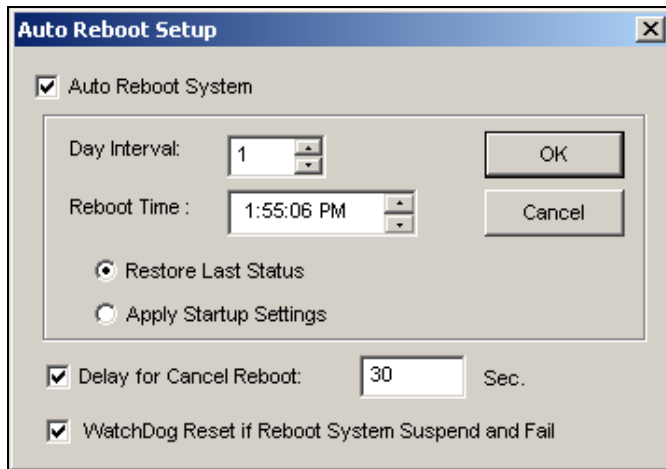 Auto Reboot Setup
Auto Reboot System
Day Interval: 1 OK
Reboot Time : 1:55:06 PM Cancel
Restore Last Status
Apply Startup Settings
Delay for Cancel Reboot: 30 Sec.
WatchDog Reset if Reboot System Suspend and Fail